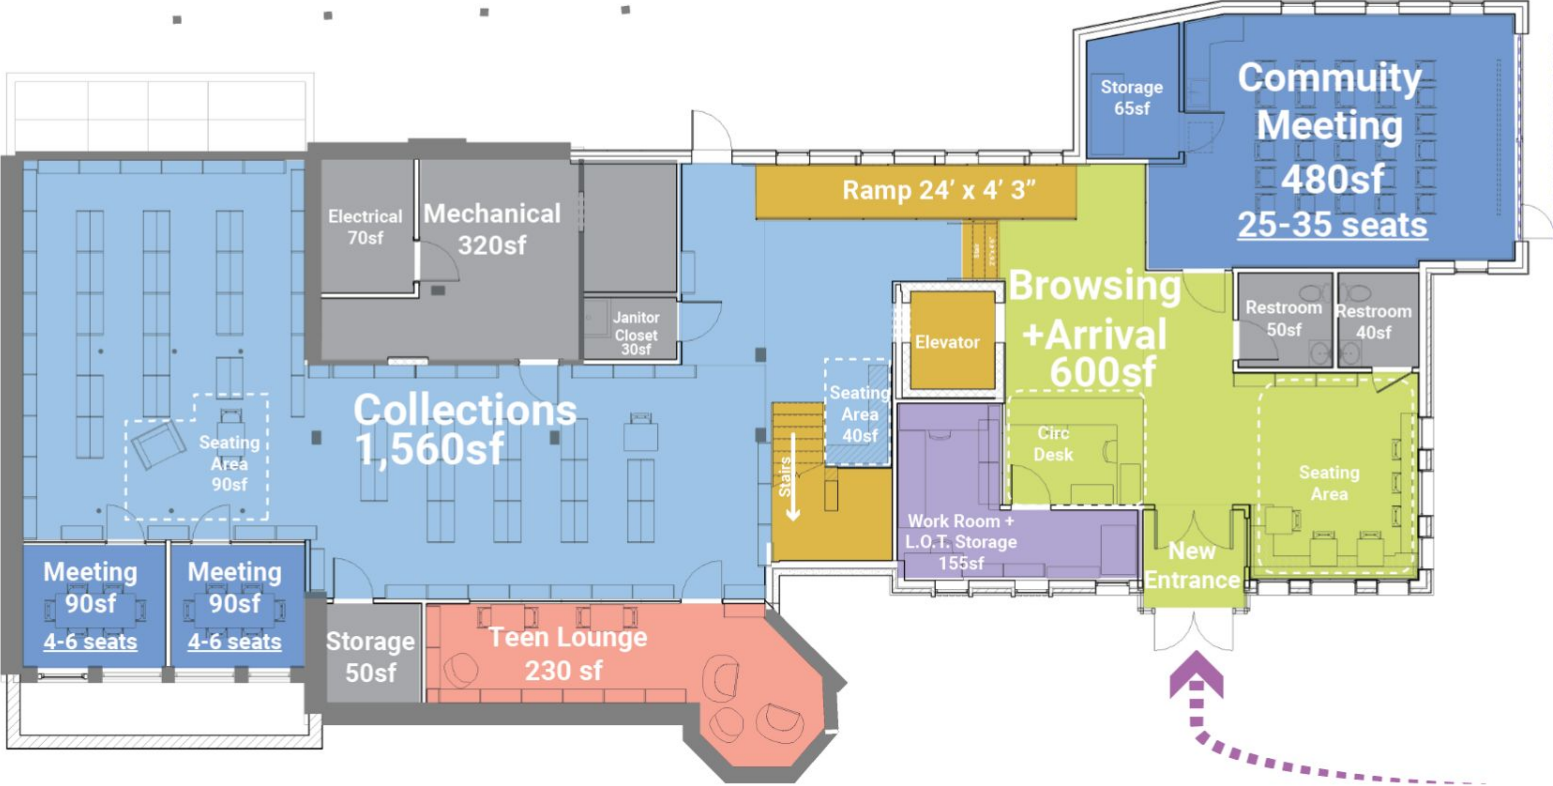 Storage
65sf
Commuity
Meeting
480sf
25-35 seats
Electrical
70sf
Mechanical
320sf
Ramp 24’ x 4’ 3”
Stair
Browsing
+Arrival
600sf
Restroom
50sf
Restroom
40sf
Janitor
Closet
30sf
Elevator
Collections
1,560sf
Seating
Area
40sf
Seating
Area
90sf
Circ
Desk
Seating
Area
Stairs
Work Room +
L.O.T. Storage
155sf
New
Entrance
Meeting
90sf
4-6 seats
Meeting
90sf
4-6 seats
Storage
50sf
Teen Lounge
230 sf